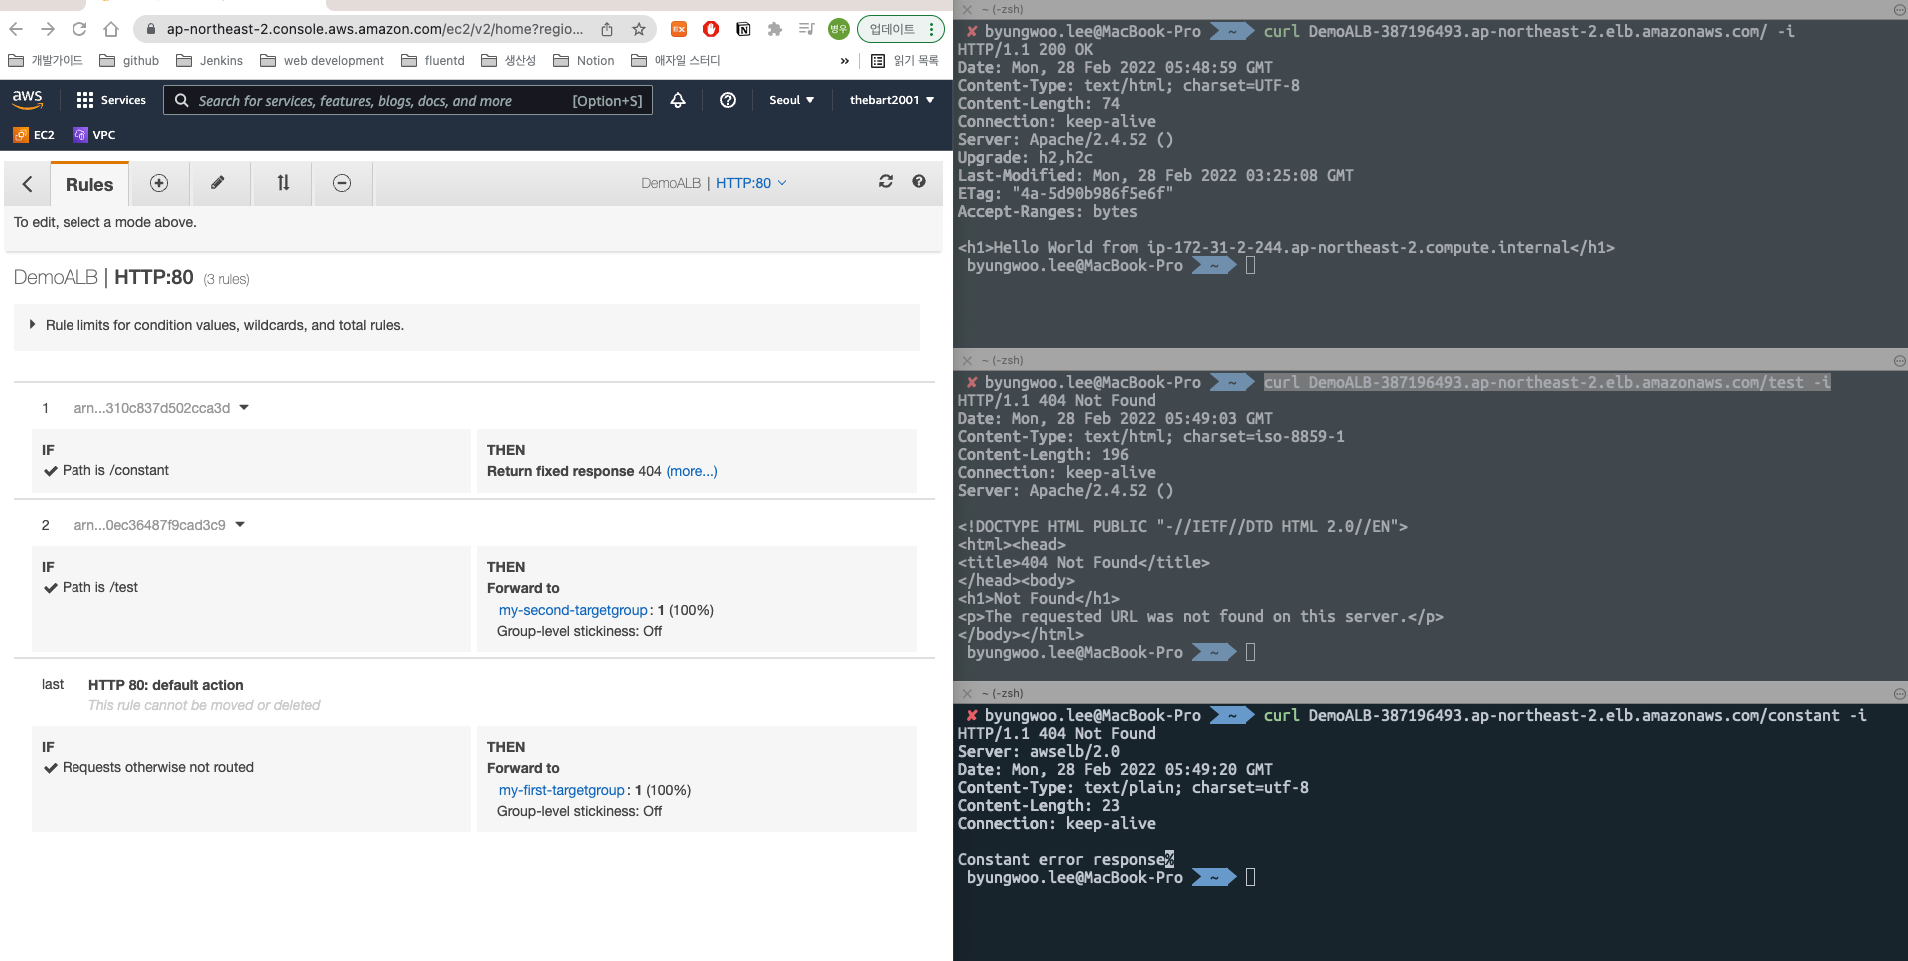 ap-northeast-2.console.aws.amazon.com/ec2/v2/home?regio...
병우
업데이트
개발가이드
github
Jenkins
web development
fluentd
생산성
Notion
애자일 스터디
»
읽기 목록
aws
Services
Search for services, features, blogs, docs, and more
[Option+S]
Seoul
thebart2001
EC2
VPC
Rules
DemoALB | HTTP:80
To edit, select a mode above.
DemoALB | HTTP:80 (3 rules)
Rule limits for condition values, wildcards, and total rules.
1 arn...310c837d502cca3d
IF
Path is /constant
THEN
Return fixed response 404 (more...)
2 arn...0ec36487f9cad3c9
IF
Path is /test
THEN
Forward to
my-second-targetgroup: 1 (100%)
Group-level stickiness: Off
last HTTP 80: default action
This rule cannot be moved or deleted
IF
Requests otherwise not routed
THEN
Forward to
my-first-targetgroup: 1 (100%)
Group-level stickiness: Off
~ (-zsh)
✘ byungwoo.lee@MacBook-Pro ~ curl DemoALB-387196493.ap-northeast-2.elb.amazonaws.com/ -i
HTTP/1.1 200 OK
Date: Mon, 28 Feb 2022 05:48:59 GMT
Content-Type: text/html; charset=UTF-8
Content-Length: 74
Connection: keep-alive
Server: Apache/2.4.52 ()
Upgrade: h2,h2c
Last-Modified: Mon, 28 Feb 2022 03:25:08 GMT
ETag: "4a-5d90b986f5e6f"
Accept-Ranges: bytes
<h1>Hello World from ip-172-31-2-244.ap-northeast-2.compute.internal</h1>
byungwoo.lee@MacBook-Pro ~
~ (-zsh)
✘ byungwoo.lee@MacBook-Pro ~ curl DemoALB-387196493.ap-northeast-2.elb.amazonaws.com/test -i
HTTP/1.1 404 Not Found
Date: Mon, 28 Feb 2022 05:49:03 GMT
Content-Type: text/html; charset=iso-8859-1
Content-Length: 196
Connection: keep-alive
Server: Apache/2.4.52 ()
<!DOCTYPE HTML PUBLIC "-//IETF//DTD HTML 2.0//EN">
<html><head>
<title>404 Not Found</title>
</head><body>
<h1>Not Found</h1>
<p>The requested URL was not found on this server.</p>
</body></html>
byungwoo.lee@MacBook-Pro ~
~ (-zsh)
✘ byungwoo.lee@MacBook-Pro ~ curl DemoALB-387196493.ap-northeast-2.elb.amazonaws.com/constant -i
HTTP/1.1 404 Not Found
Server: awselb/2.0
Date: Mon, 28 Feb 2022 05:49:20 GMT
Content-Type: text/plain; charset=utf-8
Content-Length: 23
Connection: keep-alive
Constant error response%
byungwoo.lee@MacBook-Pro ~